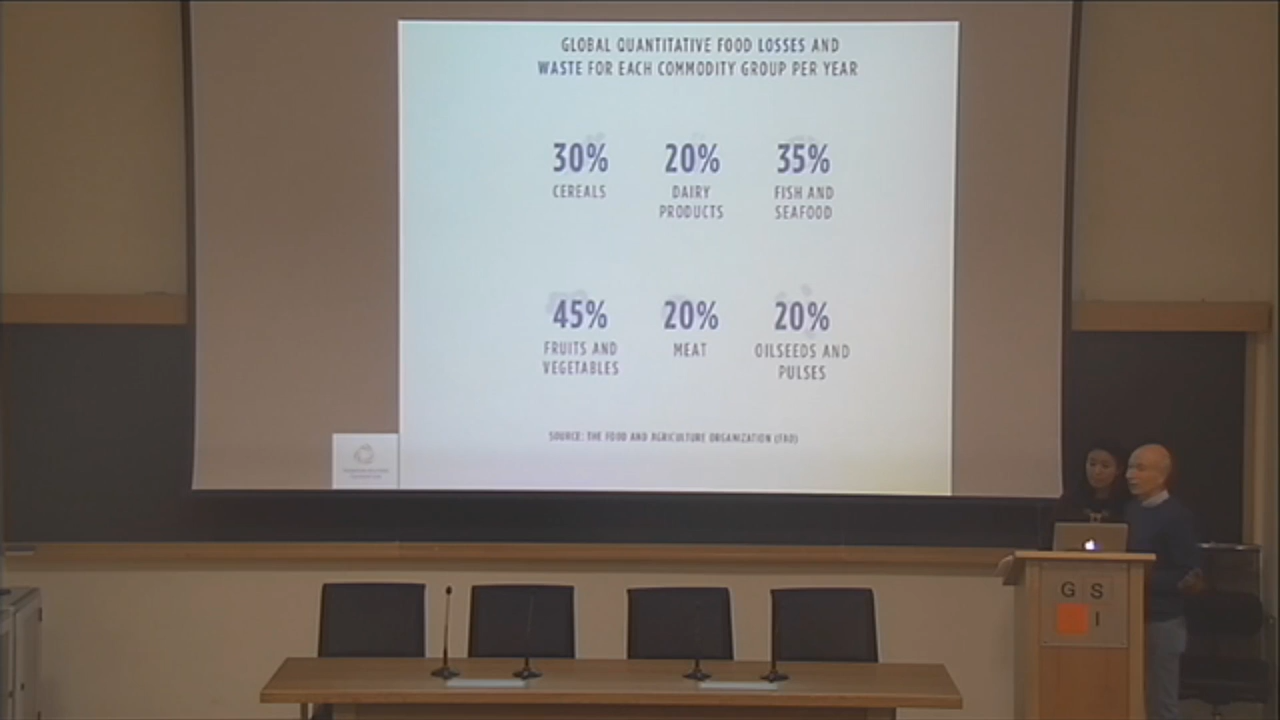 GLOBAL QUANTITATIVE FOOD LOSSES AND
WASTE FOR EACH COMMODITY GROUP PER YEAR
30%
CEREALS
20%
DAIRY
PRODUCTS
35%
FISH AND
SEAFOOD
45%
FRUITS AND
VEGETABLES
20%
MEAT
20%
OILSEEDS AND
PULSES
SOURCE: THE FOOD AND AGRICULTURE ORGANIZATION (FAO)
G S
I